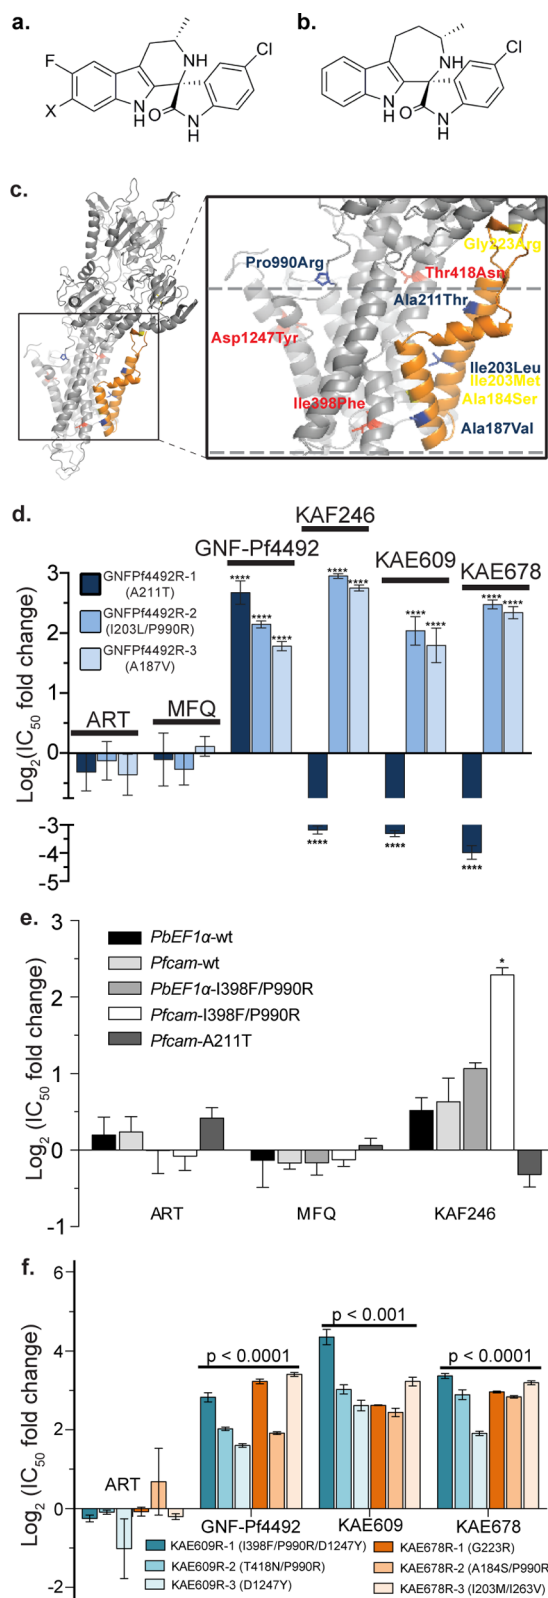 a.
b.
F
X
N
H
NH
O
N
H
Cl
N
H
NH
O
N
H
Cl
c.
Gly223Arg
Pro990Arg
Thr418Asn
Ala211Thr
Asp1247Tyr
Ile203Leu
Ile203Met
Ala184Ser
Ile398Phe
Ala187Val
d.
KAF246
GNF-Pf4492
KAE609
KAE678
GNFPf4492R-1
(A211T)
GNFPf4492R-2
(I203L/P990R)
GNFPf4492R-3
(A187V)
ART
MFQ
Log2(IC50 fold change)
3
2
1
0
-3
-4
-5
**** **** **** **** **** **** **** **** ****
**** **** ****
e.
Log2 (IC50 fold change)
3
2
1
0
-1
PbEF1α-wt
Pfcam-wt
PbEF1α-I398F/P990R
Pfcam-I398F/P990R
Pfcam-A211T
*
ART MFQ KAF246
f.
Log2 (IC50 fold change)
6
4
2
0
-2
p < 0.0001
p < 0.001
p < 0.0001
ART
GNF-Pf4492 KAE609 KAE678
KAE609R-1 (I398F/P990R/D1247Y)
KAE609R-2 (T418N/P990R)
KAE609R-3 (D1247Y)
KAE678R-1 (G223R)
KAE678R-2 (A184S/P990R)
KAE678R-3 (I203M/I263V)